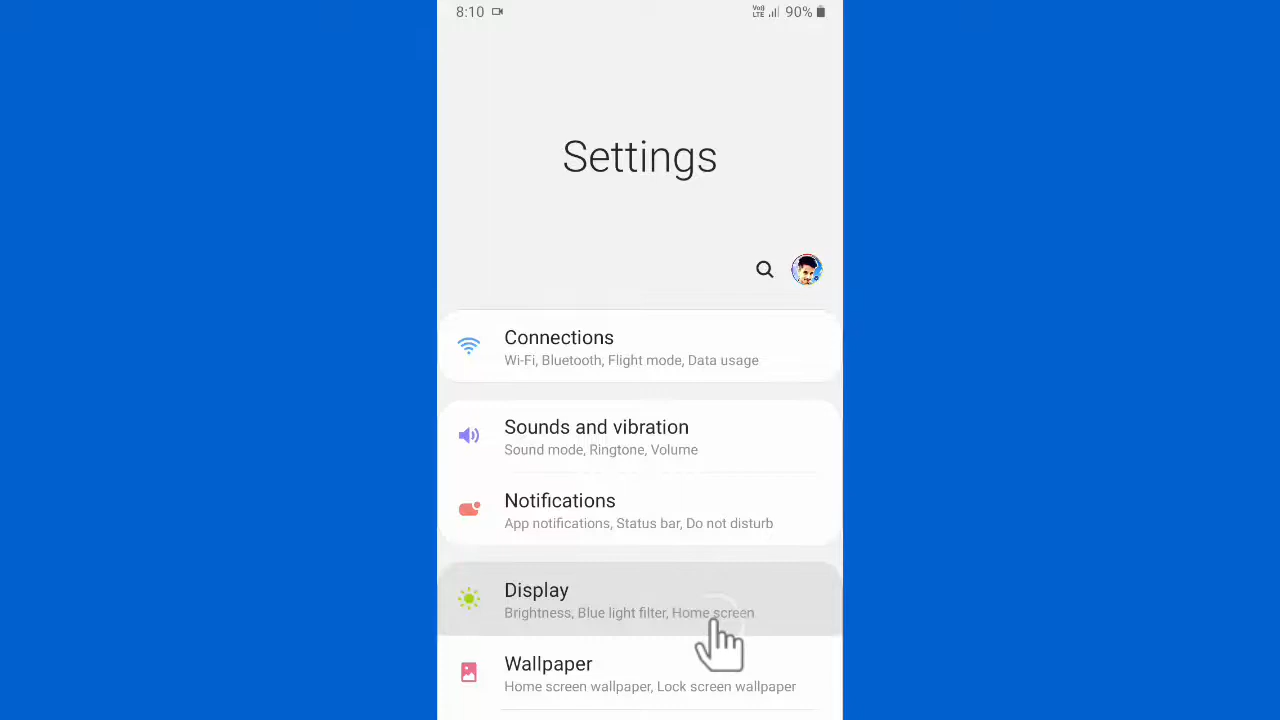 8:10
Vo) LTE 90%
Settings
Connections
Wi-Fi, Bluetooth, Flight mode, Data usage
Sounds and vibration
Sound mode, Ringtone, Volume
Notifications
App notifications, Status bar, Do not disturb
Display
Brightness, Blue light filter, Home screen
Wallpaper
Home screen wallpaper, Lock screen wallpaper